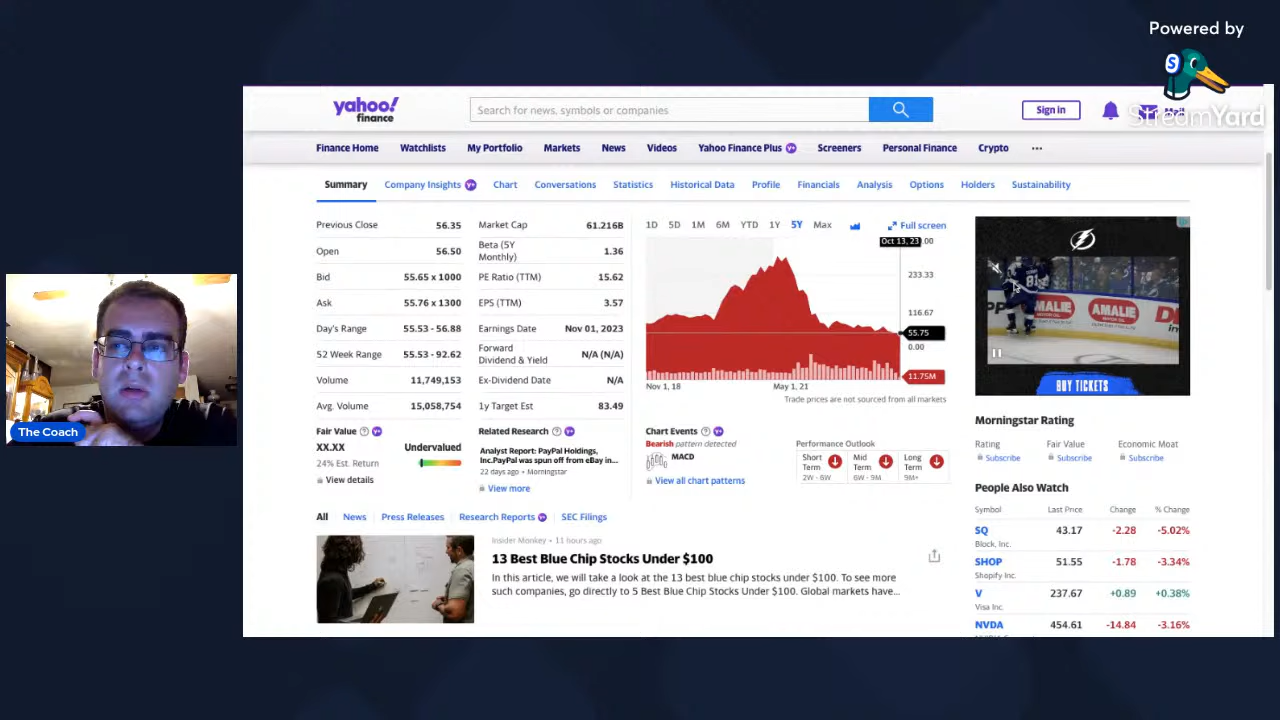 Powered by
S
StreamYard
yahoo!
finance
Search for news, symbols or companies
Sign in
Finance Home Watchlists My Portfolio Markets News Videos Yahoo Finance Plus Y+ Screeners Personal Finance Crypto ...
Summary Company Insights Y+ Chart Conversations Statistics Historical Data Profile Financials Analysis Options Holders Sustainability
Previous Close 56.35
Open 56.50
Bid 55.65 x 1000
Ask 55.76 x 1300
Day's Range 55.53 - 56.88
52 Week Range 55.53 - 92.62
Volume 11,749,153
Avg. Volume 15,058,754
Market Cap 61.216B
Beta (5Y
Monthly) 1.36
PE Ratio (TTM) 15.62
EPS (TTM) 3.57
Earnings Date Nov 01, 2023
Forward
Dividend & Yield N/A (N/A)
Ex-Dividend Date N/A
1y Target Est 83.49
1D 5D 1M 6M YTD 1Y 5Y Max Full screen
Oct 13, 23 .00
233.33
116.67
55.75
0.00
11.75M
Nov 1, 18 May 1, 21
Trade prices are not sourced from all markets
Fair Value
XX.XX Undervalued
24% Est. Return
View details
Related Research
Analyst Report: PayPal Holdings,
Inc.PayPal was spun off from eBay in...
22 days ago • Morningstar
View more
Chart Events
Bearish pattern detected
MACD
View all chart patterns
Performance Outlook
Short
Term
2W - 6W
Mid
Term
6W - 9M
Long
Term
9M+
All News Press Releases Research Reports Y+ SEC Filings
Insider Monkey • 11 hours ago
13 Best Blue Chip Stocks Under $100
In this article, we will take a look at the 13 best blue chip stocks under $100. To see more
such companies, go directly to 5 Best Blue Chip Stocks Under $100. Global markets have...
AMALIE
AMALIE
BUY TICKETS
Morningstar Rating
Rating Fair Value Economic Moat
Subscribe Subscribe Subscribe
People Also Watch
Symbol Last Price Change % Change
SQ 43.17 -2.28 -5.02%
Block, Inc.
SHOP 51.55 -1.78 -3.34%
Shopify Inc.
V 237.67 +0.89 +0.38%
Visa Inc.
NVDA 454.61 -14.84 -3.16%
The Coach